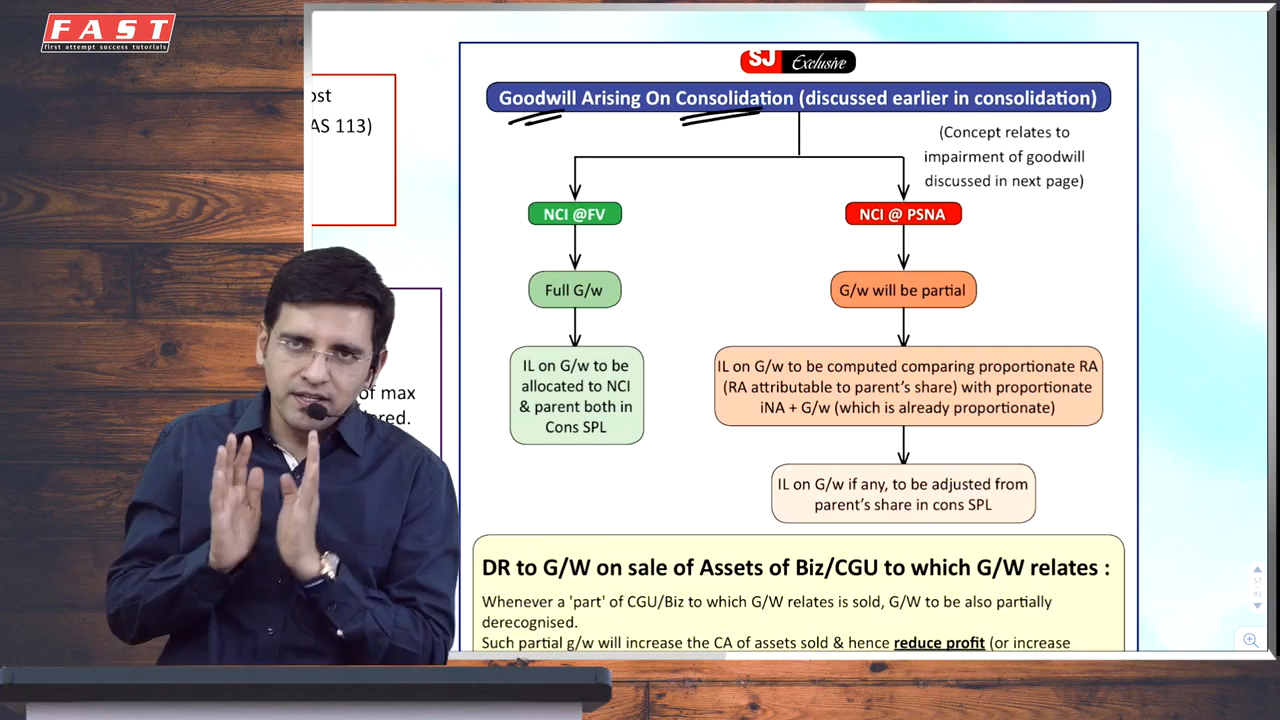 FAST
first attempt success tutorials
ost
AS 113)
of max
ered.
SJ Exclusive
Goodwill Arising On Consolidation (discussed earlier in consolidation)
(Concept relates to
impairment of goodwill
discussed in next page)
NCI @FV
Full G/w
IL on G/w to be
allocated to NCI
& parent both in
Cons SPL
NCI @ PSNA
G/w will be partial
IL on G/w to be computed comparing proportionate RA
(RA attributable to parent's share) with proportionate
iNA + G/w (which is already proportionate)
IL on G/w if any, to be adjusted from
parent's share in cons SPL
DR to G/W on sale of Assets of Biz/CGU to which G/W relates :
Whenever a 'part' of CGU/Biz to which G/W relates is sold, G/W to be also partially
derecognised.
Such partial g/w will increase the CA of assets sold & hence reduce profit (or increase
57
93